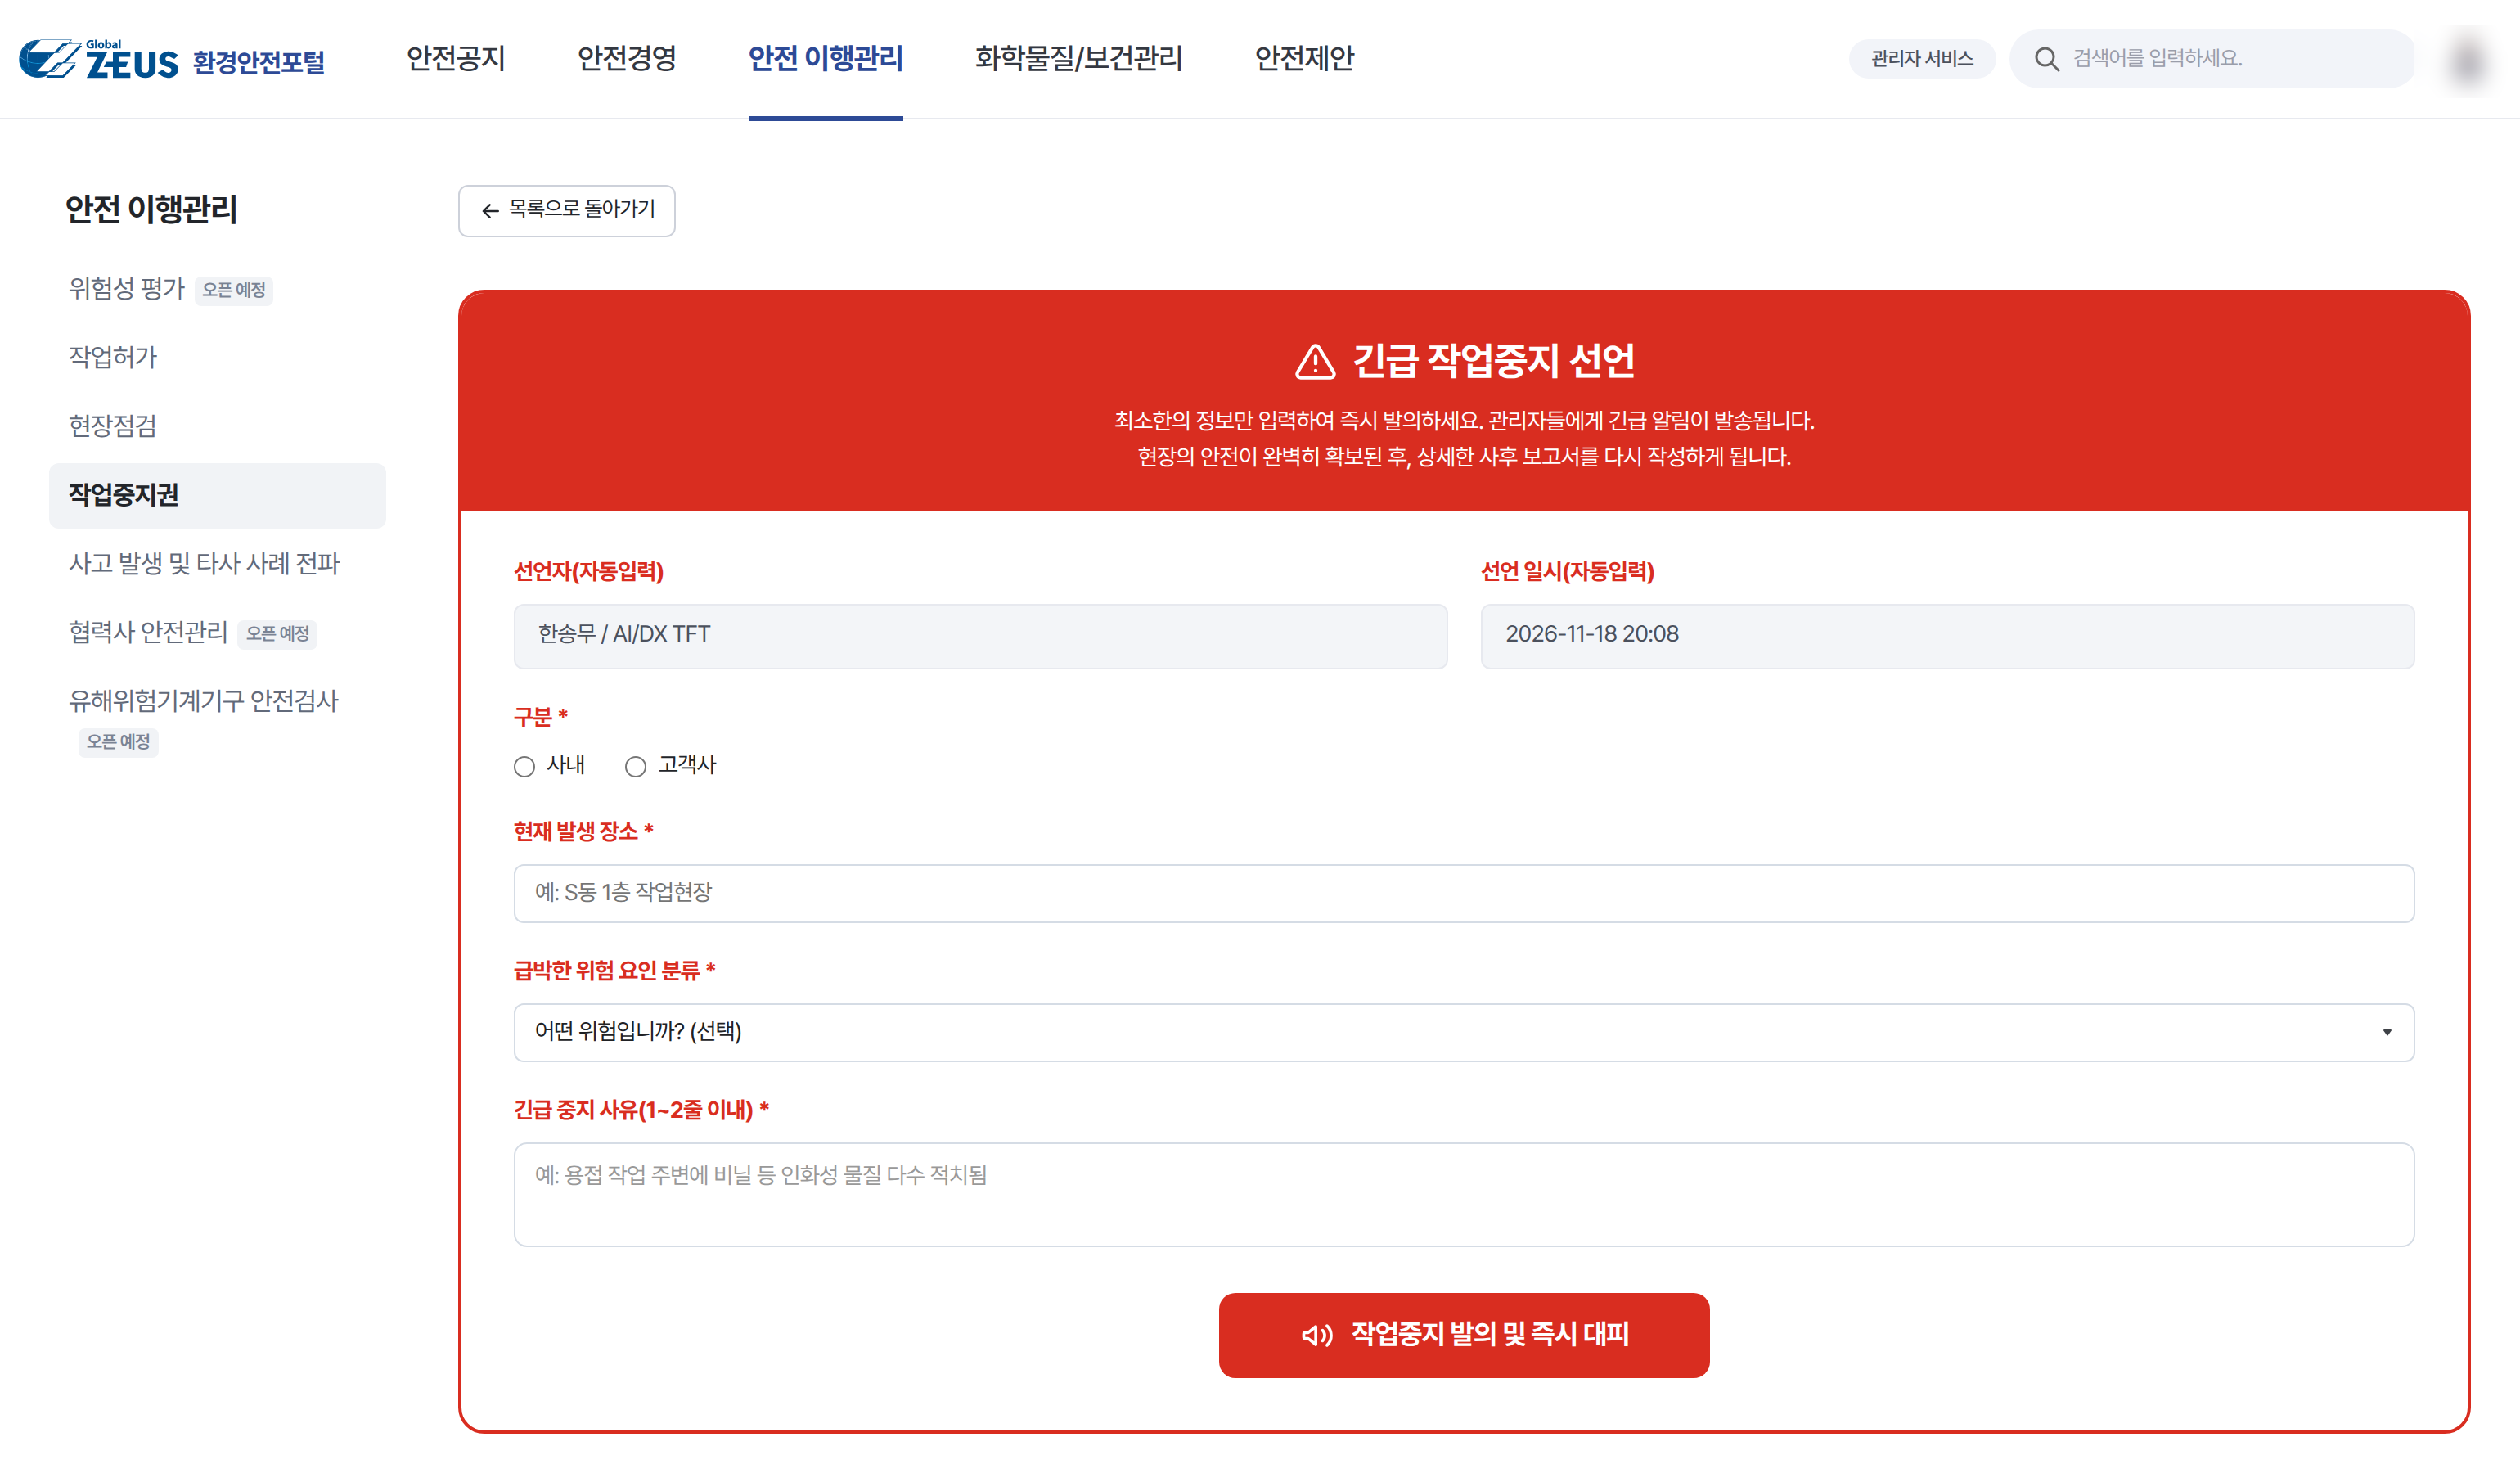 Global
ZEUS 환경안전포털
안전공지
안전경영
안전 이행관리
화학물질/보건관리
안전제안
관리자 서비스
검색어를 입력하세요.
안전 이행관리
위험성 평가 오픈 예정
작업허가
현장점검
작업중지권
사고 발생 및 타사 사례 전파
협력사 안전관리 오픈 예정
유해위험기계기구 안전검사
오픈 예정
← 목록으로 돌아가기
긴급 작업중지 선언
최소한의 정보만 입력하여 즉시 발의하세요. 관리자들에게 긴급 알림이 발송됩니다.
현장의 안전이 완벽히 확보된 후, 상세한 사후 보고서를 다시 작성하게 됩니다.
선언자(자동입력)
한송무 / AI/DX TFT
선언 일시(자동입력)
2026-11-18 20:08
구분 *
사내
고객사
현재 발생 장소 *
예: S동 1층 작업현장
급박한 위험 요인 분류 *
어떤 위험입니까? (선택)
긴급 중지 사유(1~2줄 이내) *
예: 용접 작업 주변에 비닐 등 인화성 물질 다수 적치됨
작업중지 발의 및 즉시 대피